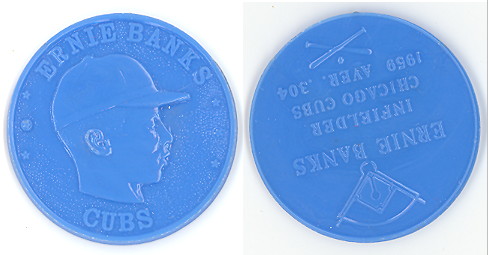 ERNIE BANKS
CUBS
ERNIE BANKS
INFIELDER
CHICAGO CUBS
1959 AVER. .304